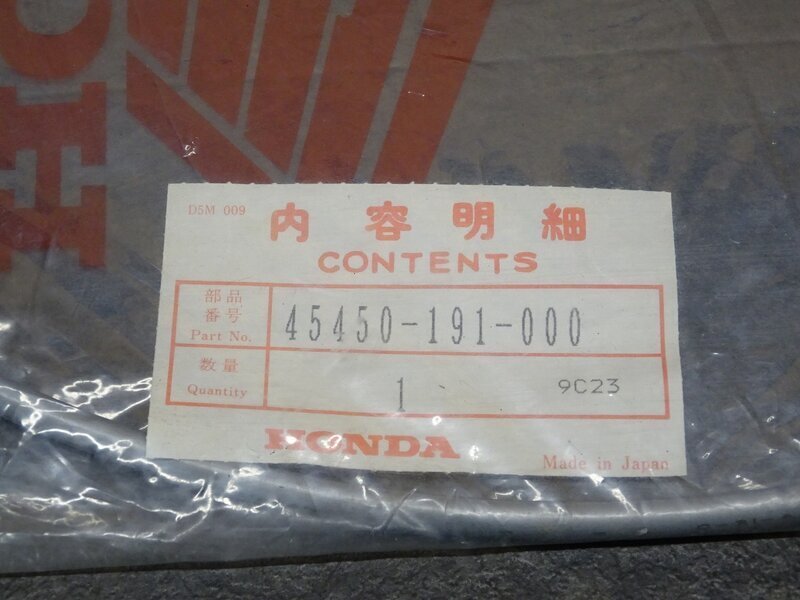 HO
D5M 009
内容明細
CONTENTS
部品
番号
Part No.
45450-191-000
数量
Quantity
1
9C23
HONDA
Made in Japan